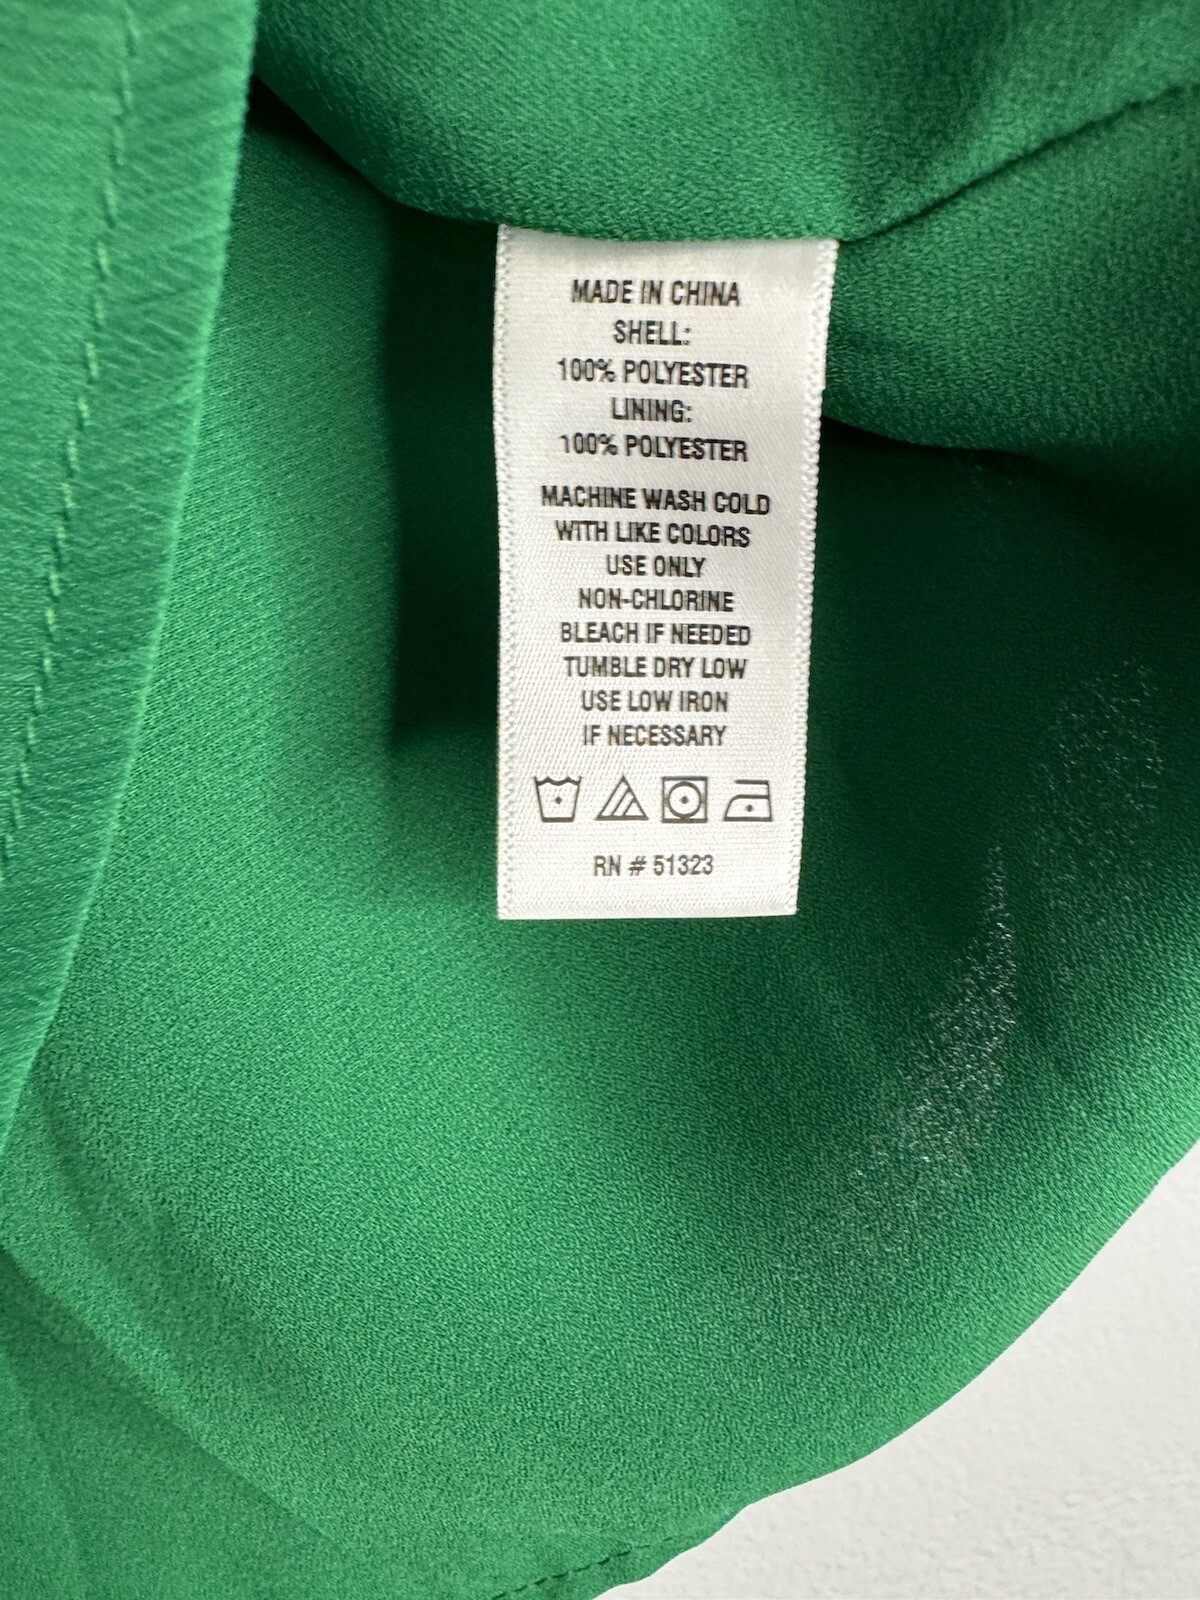 MADE IN CHINA
SHELL:
100% POLYESTER
LINING:
100% POLYESTER
MACHINE WASH COLD
WITH LIKE COLORS
USE ONLY
NON-CHLORINE
BLEACH IF NEEDED
TUMBLE DRY LOW
USE LOW IRON
IF NECESSARY
RN # 51323